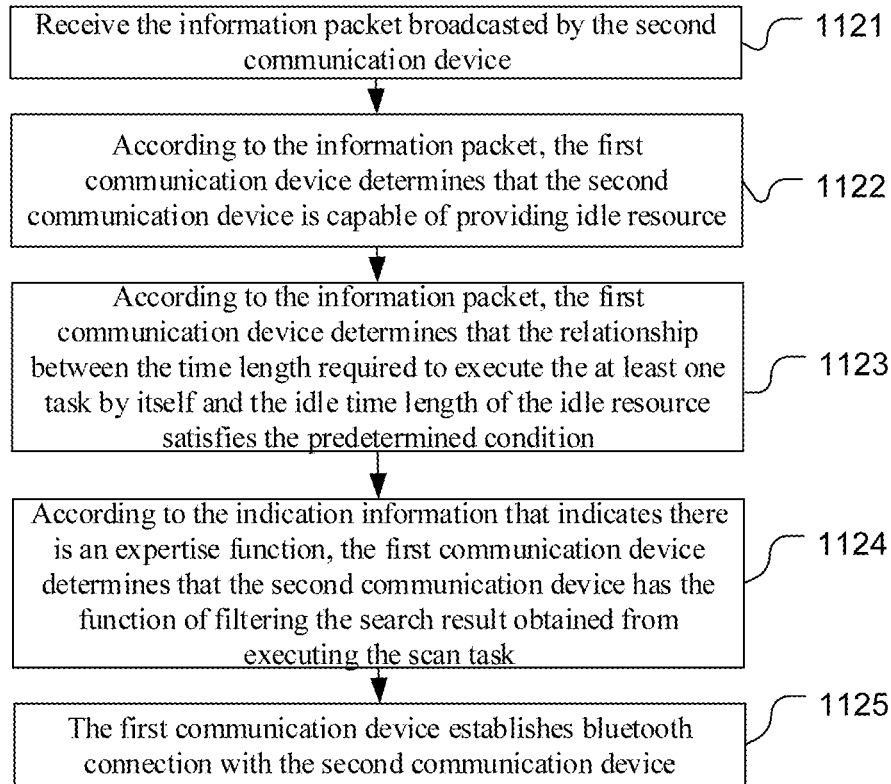 Receive the information packet broadcasted by the second
communication device
1121
According to the information packet, the first
communication device determines that the second
communication device is capable of providing idle resource
1122
According to the information packet, the first
communication device determines that the relationship
between the time length required to execute the at least one
task by itself and the idle time length of the idle resource
satisfies the predetermined condition
1123
According to the indication information that indicates there
is an expertise function, the first communication device
determines that the second communication device has the
function of filtering the search result obtained from
executing the scan task
1124
The first communication device establishes bluetooth
connection with the second communication device
1125